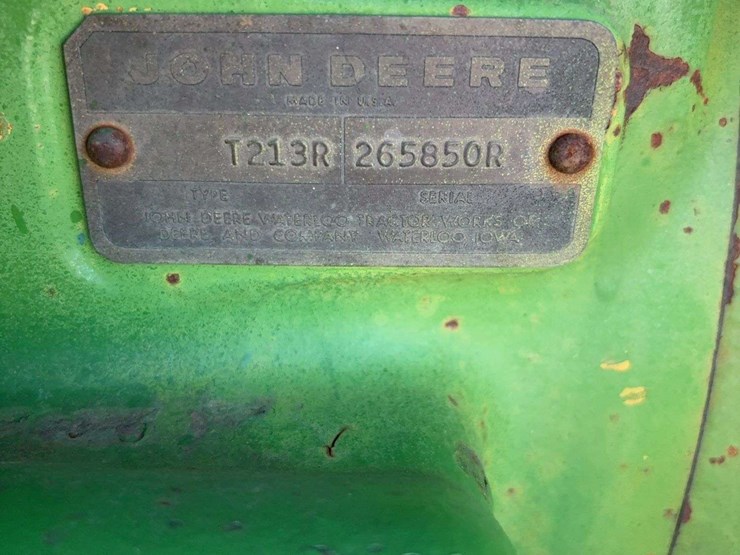 JOHN DEERE
MADE IN U.S.A.
T213R 265850R
TYPE SERIAL
JOHN DEERE WATERLOO TRACTOR WORKS OF
DEERE AND COMPANY WATERLOO IOWA